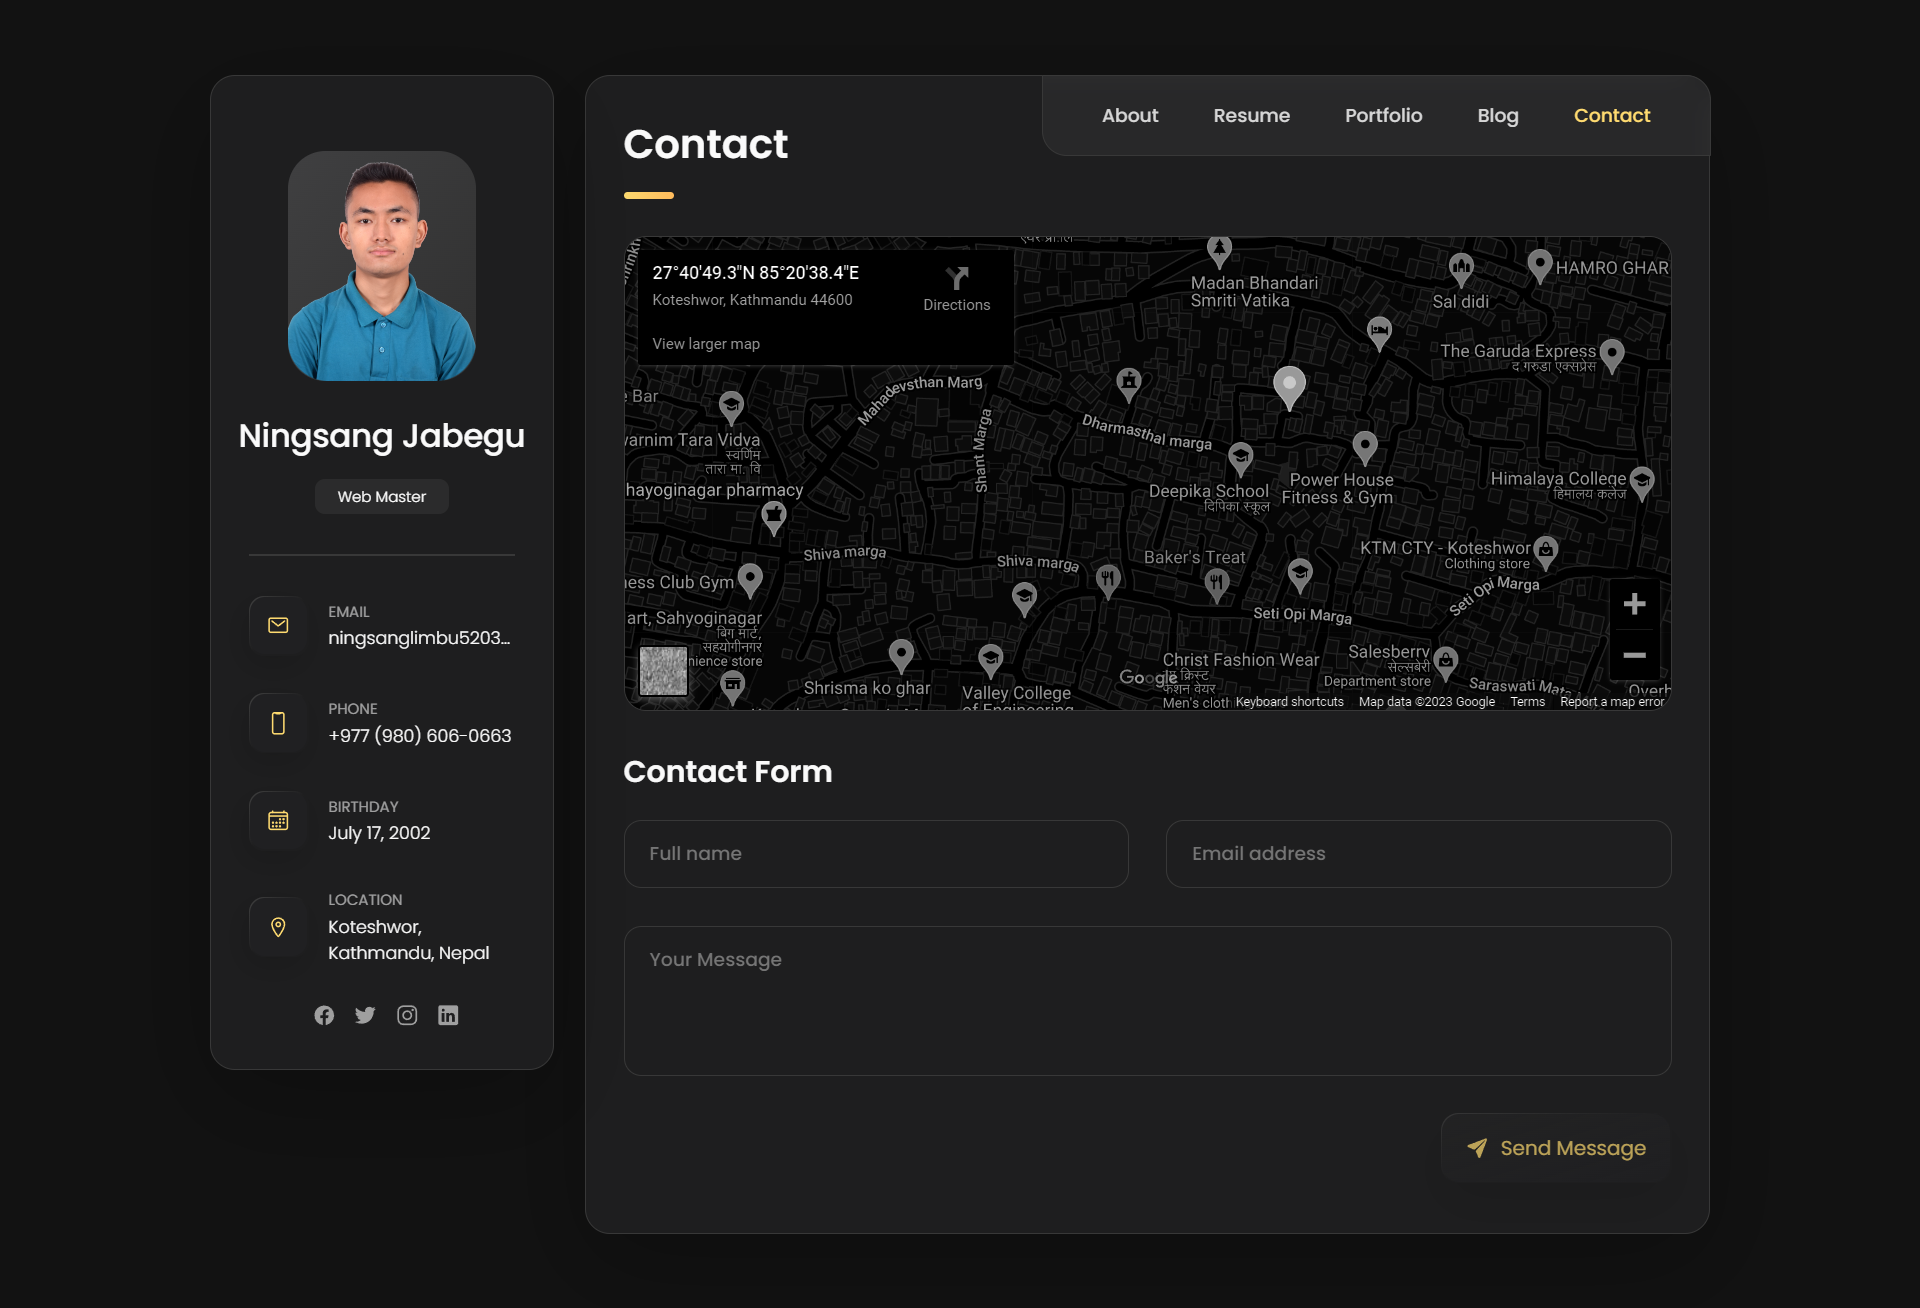 Ningsang Jabegu
Web Master
EMAIL
ningsanglimbu5203...
PHONE
+977 (980) 606-0663
BIRTHDAY
July 17, 2002
LOCATION
Koteshwor,
Kathmandu, Nepal
About Resume Portfolio Blog Contact
Contact
27°40'49.3"N 85°20'38.4"E
Koteshwor, Kathmandu 44600
Directions
View larger map
Madan Bhandari
Smriti Vatika
Sal didi
HAMRO GHAR
The Garuda Express
द गरुडा एक्सप्रेस
e Bar
Mahadevsthan Marg
Shant Marga
Dharmasthal marga
स्वर्णिम
तारा मा. वि
hayoginagar pharmacy
Deepika School
दिपिका स्कूल
Power House
Fitness & Gym
Himalaya College
हिमालय कलेज
Shiva marga
Shiva marga
Baker's Treat
KTM CTY - Koteshwor
Clothing store
Seti Opi Marga
Seti Opi Marga
ness Club Gym
art, Sahyoginagar
बिग मार्ट,
सहयोगीनगर
nience store
Shrisma ko ghar
Valley College
of Engineering
Christ Fashion Wear
द क्रिस्ट
फेशन वेयर
Men's cloth
Salesberry
सेल्सबेरी
Department store
Saraswati
Google
Keyboard shortcuts Map data ©2023 Google Terms Report a map error
Contact Form
Full name
Email address
Your Message
Send Message